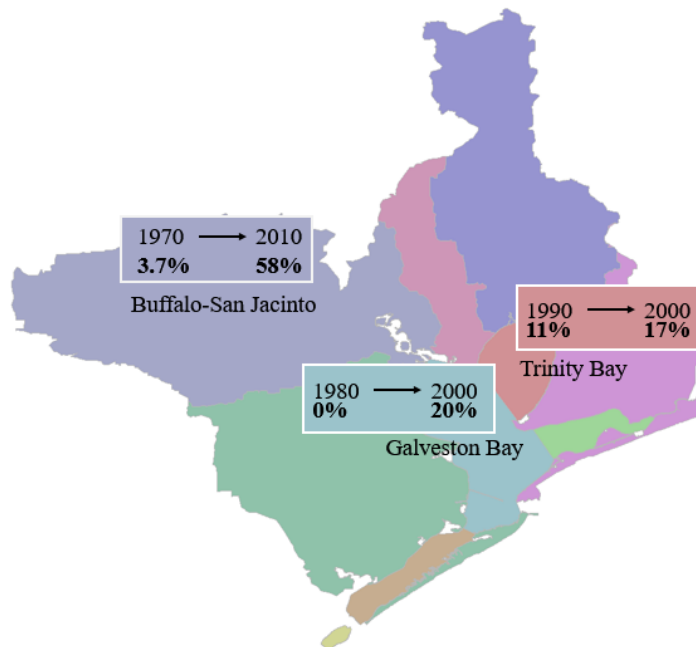 1970 → 2010
3.7% 58%
Buffalo-San Jacinto
1990 → 2000
11% 17%
Trinity Bay
1980 → 2000
0% 20%
Galveston Bay